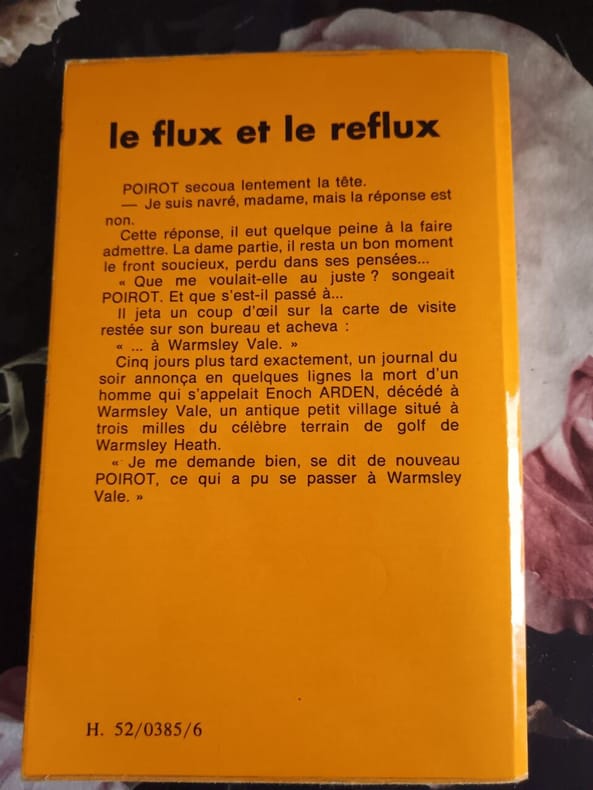 le flux et le reflux
POIROT secoua lentement la tête.
— Je suis navré, madame, mais la réponse est
non.
Cette réponse, il eut quelque peine à la faire
admettre. La dame partie, il resta un bon moment
le front soucieux, perdu dans ses pensées...
« Que me voulait-elle au juste ? songeait
POIROT. Et que s'est-il passé à...
Il jeta un coup d'œil sur la carte de visite
restée sur son bureau et acheva :
« ... à Warmsley Vale. »
Cinq jours plus tard exactement, un journal du
soir annonça en quelques lignes la mort d'un
homme qui s'appelait Enoch ARDEN, décédé à
Warmsley Vale, un antique petit village situé à
trois milles du célèbre terrain de golf de
Warmsley Heath.
« Je me demande bien, se dit de nouveau
POIROT, ce qui a pu se passer à Warmsley
Vale. »
H. 52/0385/6